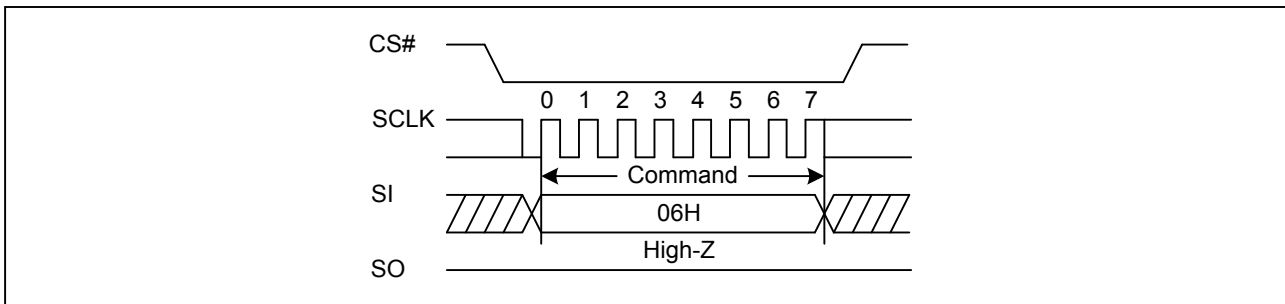 CS#
0 1 2 3 4 5 6 7
SCLK
Command
SI
06H
High-Z
SO